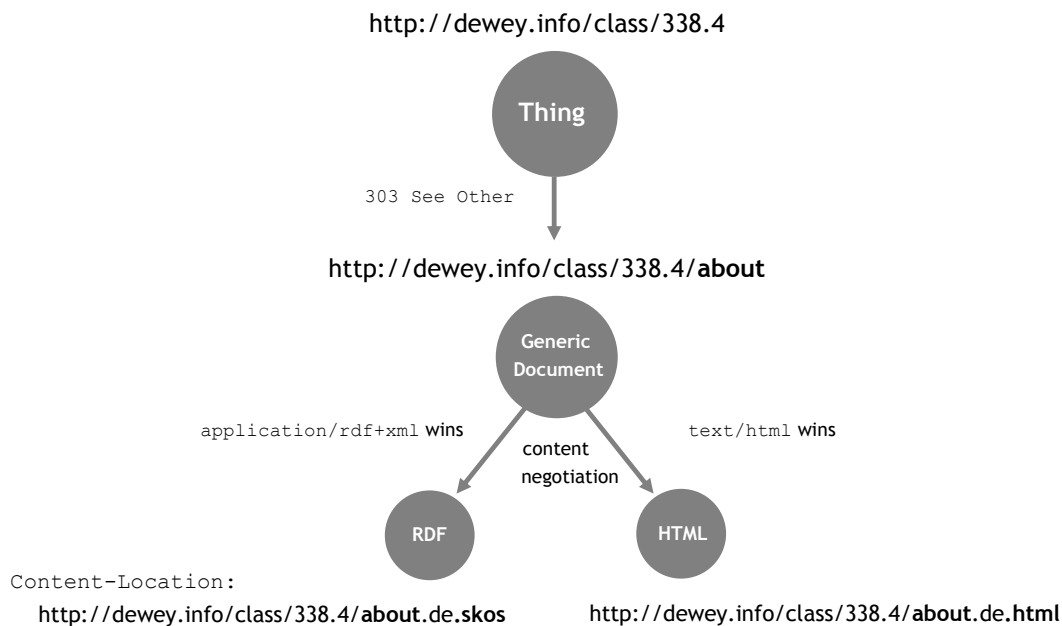 http://dewey.info/class/338.4
Thing
303 See Other
http://dewey.info/class/338.4/about
Generic
Document
application/rdf+xml wins
text/html wins
content
negotiation
RDF
HTML
Content-Location:
http://dewey.info/class/338.4/about.de.skos
http://dewey.info/class/338.4/about.de.html